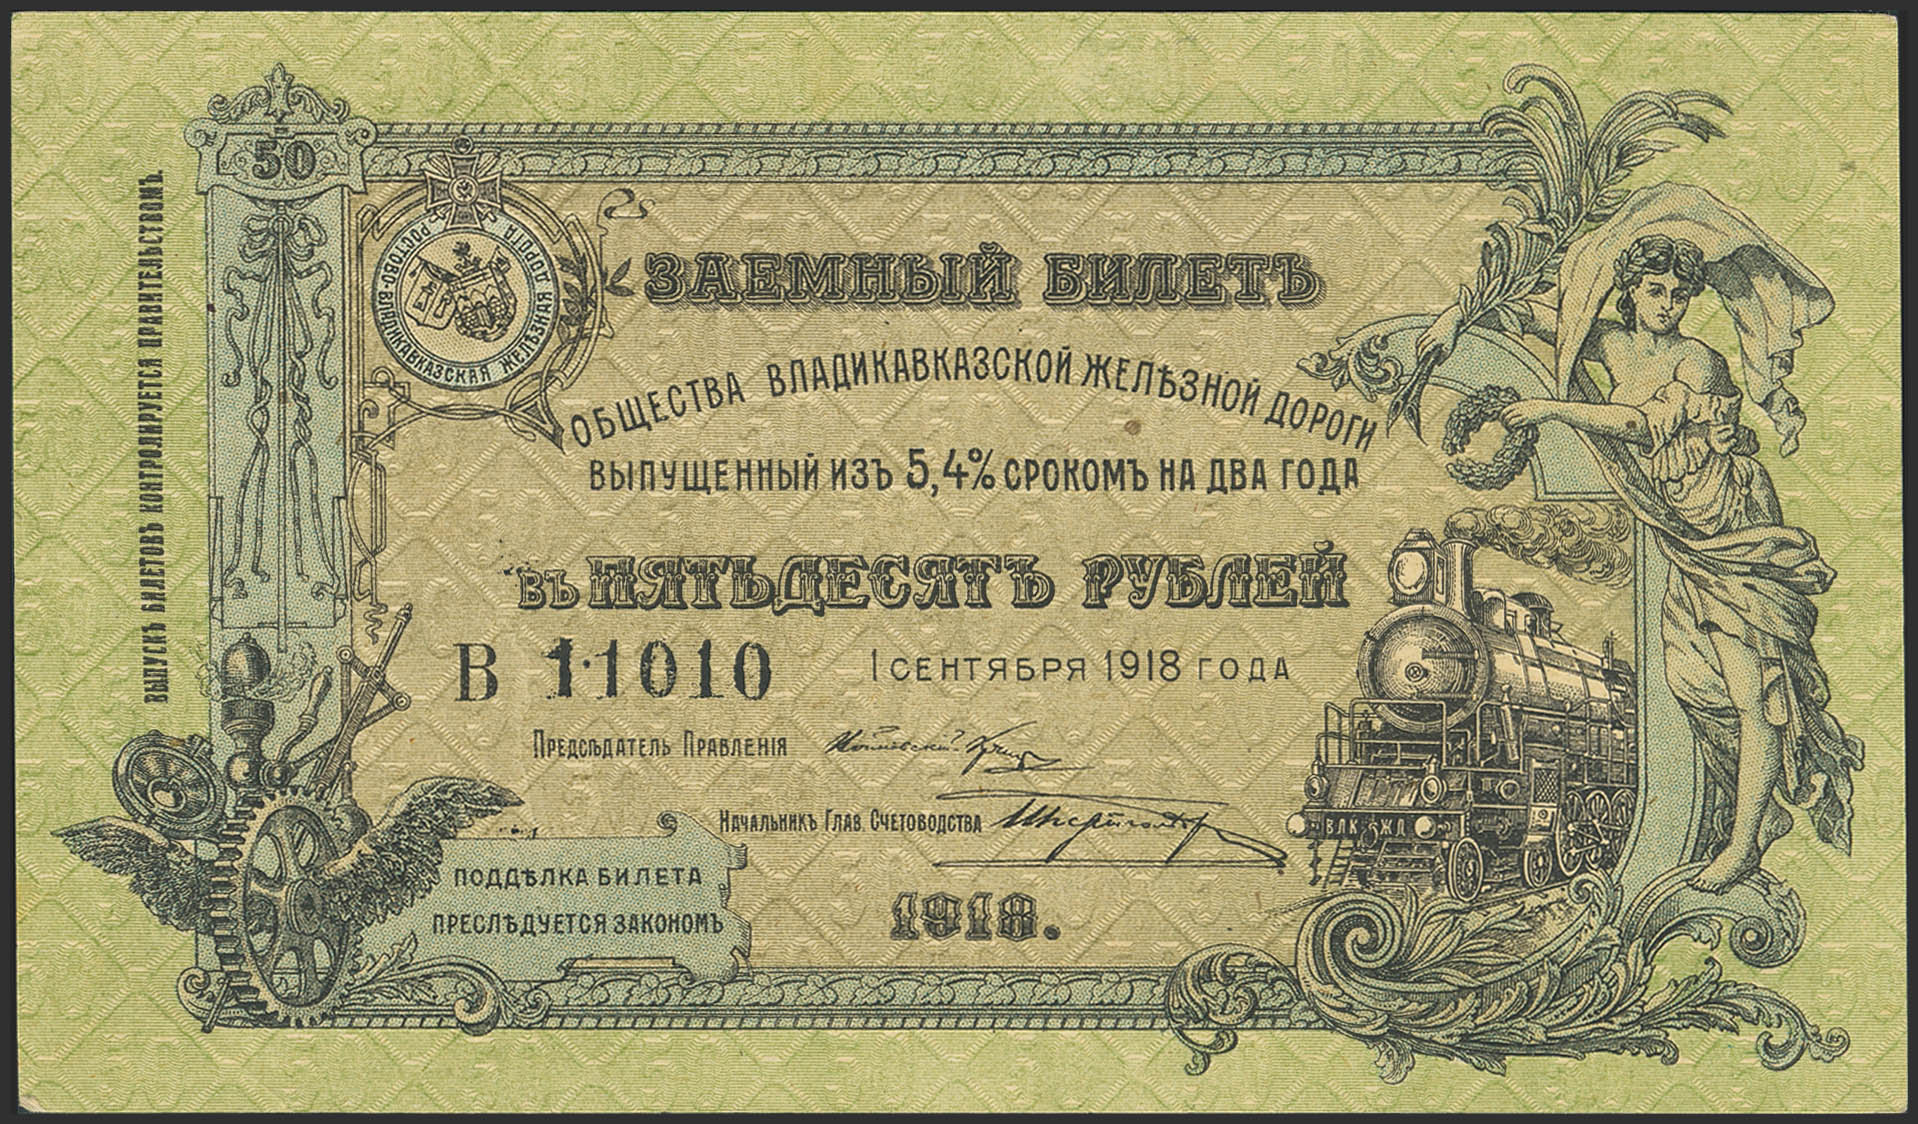 ВЫПУСКЪ БИЛЕТОВЪ КОНТРОЛИРУЕТСЯ ПРАВИТЕЛЬСТВОМЪ.
50
РОСТОВО-ВЛАДИКАВКАЗСКАЯ ЖЕЛѢЗНАЯ ДОРОГА
ЗАЕМНЫЙ БИЛЕТЪ
ОБЩЕСТВА ВЛАДИКАВКАЗСКОЙ ЖЕЛѢЗНОЙ ДОРОГИ
ВЫПУЩЕННЫЙ ИЗЪ 5,4% СРОКОМЪ НА ДВА ГОДА
ВЪ ПЯТЬДЕСЯТЪ РУБЛЕЙ
В 11010
1 СЕНТЯБРЯ 1918 ГОДА
ПРЕДСѢДАТЕЛЬ ПРАВЛЕНІЯ
НАЧАЛЬНИКЪ ГЛАВ. СЧЕТОВОДСТВА
ВЛК ЖД
ПОДДѢЛКА БИЛЕТА
ПРЕСЛѢДУЕТСЯ ЗАКОНОМЪ
1918.